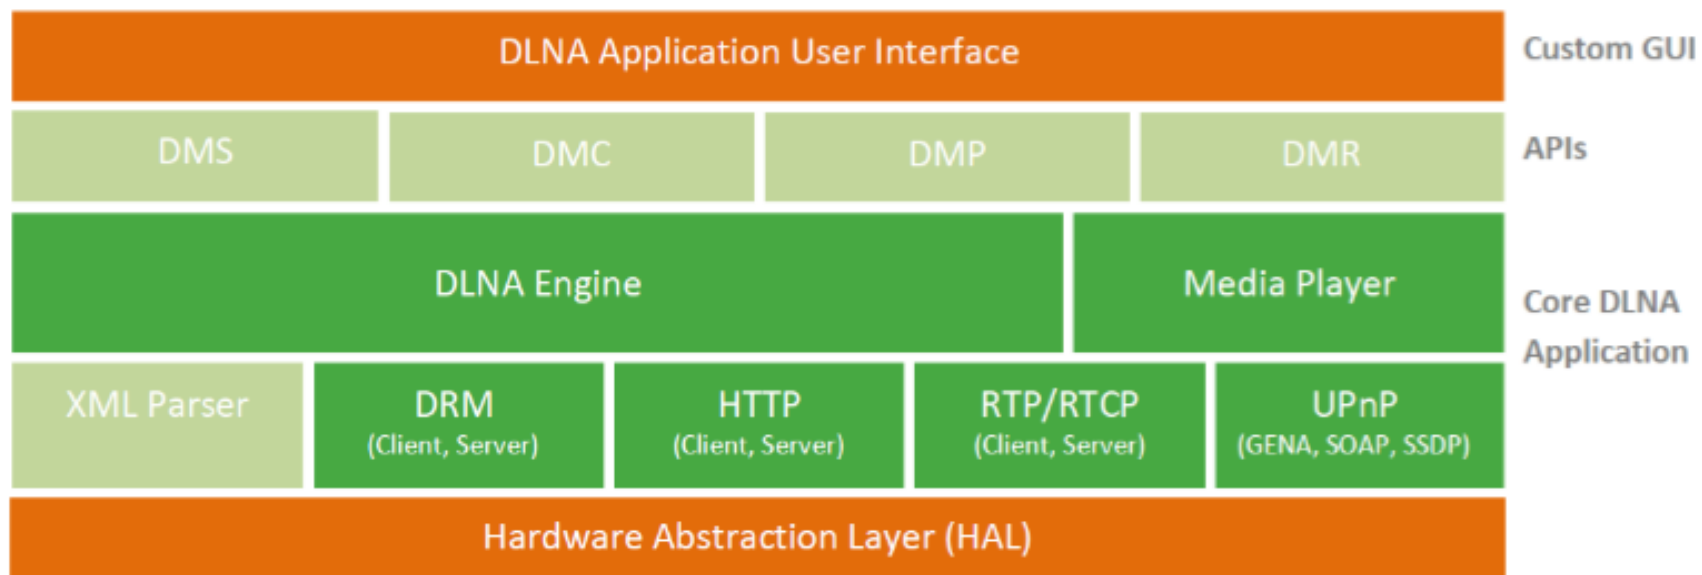 DLNA Application User Interface
Custom GUI
DMS
DMC
DMP
DMR
APIs
DLNA Engine
Media Player
Core DLNA
Application
XML Parser
DRM
(Client, Server)
HTTP
(Client, Server)
RTP/RTCP
(Client, Server)
UPnP
(GENA, SOAP, SSDP)
Hardware Abstraction Layer (HAL)